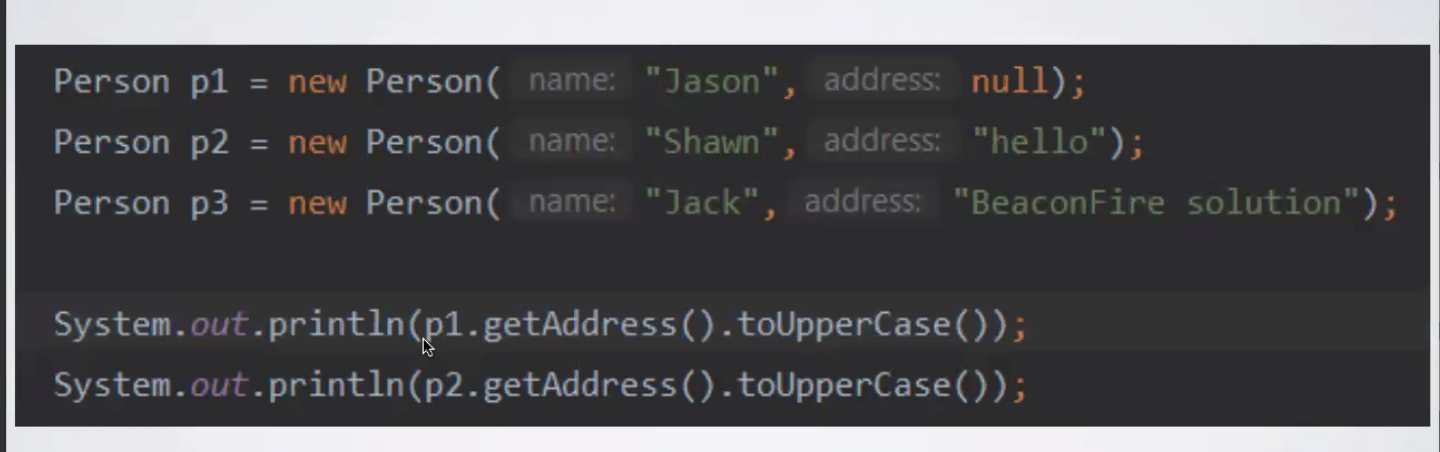 Person p1 = new Person( name: "Jason", address: null);
Person p2 = new Person( name: "Shawn", address: "hello");
Person p3 = new Person( name: "Jack", address: "BeaconFire solution");
System.out.println(p1.getAddress().toUpperCase());
System.out.println(p2.getAddress().toUpperCase());